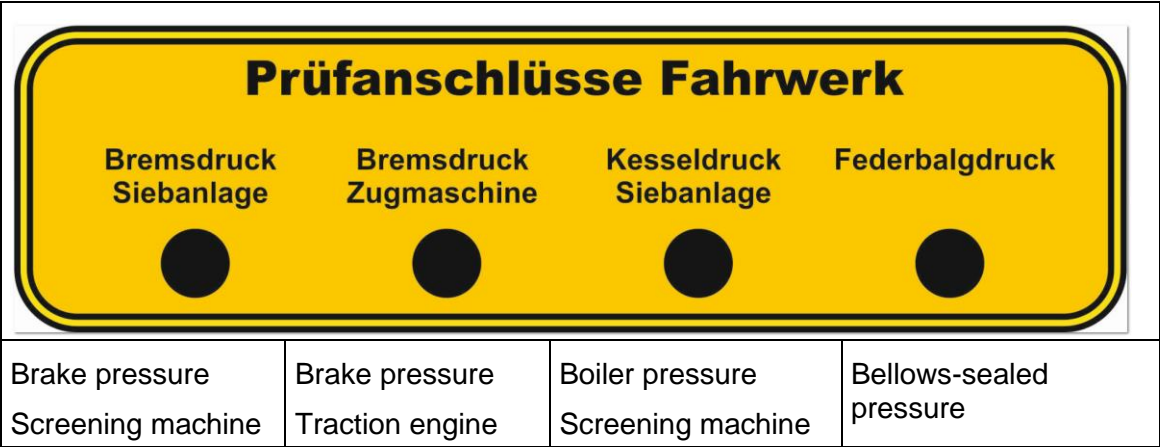 Prüfanschlüsse Fahrwerk
Bremsdruck
Siebanlage
Bremsdruck
Zugmaschine
Kesseldruck
Siebanlage
Federbalgdruck
Brake pressure
Screening machine
Brake pressure
Traction engine
Boiler pressure
Screening machine
Bellows-sealed
pressure